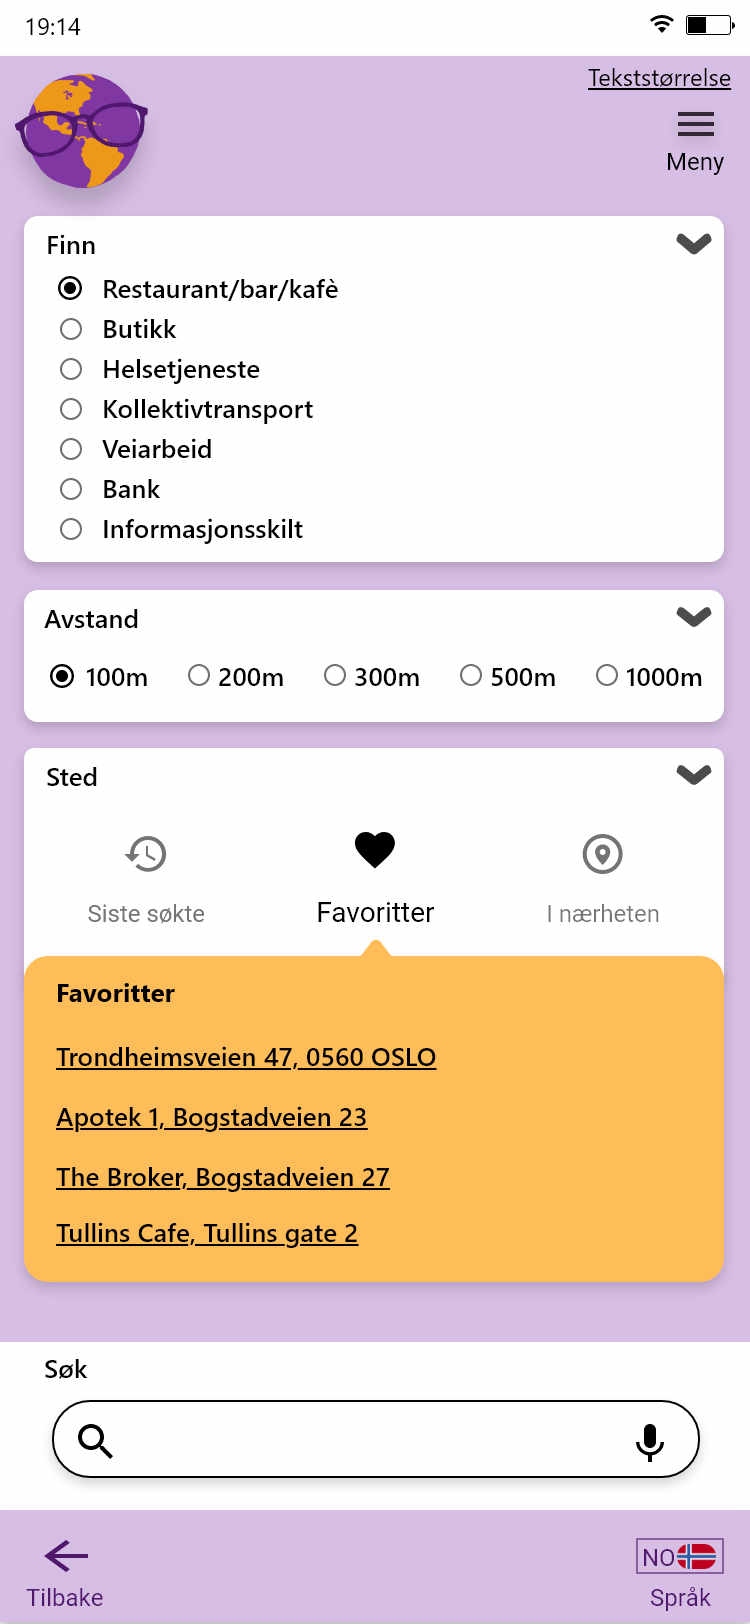 19:14
Tekststørrelse
Meny
Finn
Restaurant/bar/kafè
Butikk
Helsetjeneste
Kollektivtransport
Veiarbeid
Bank
Informasjonsskilt
Avstand
100m 200m 300m 500m 1000m
Sted
Siste søkte Favoritter I nærheten
Favoritter
Trondheimsveien 47, 0560 OSLO
Apotek 1, Bogstadveien 23
The Broker, Bogstadveien 27
Tullins Cafe, Tullins gate 2
Søk
NO
Tilbake Språk